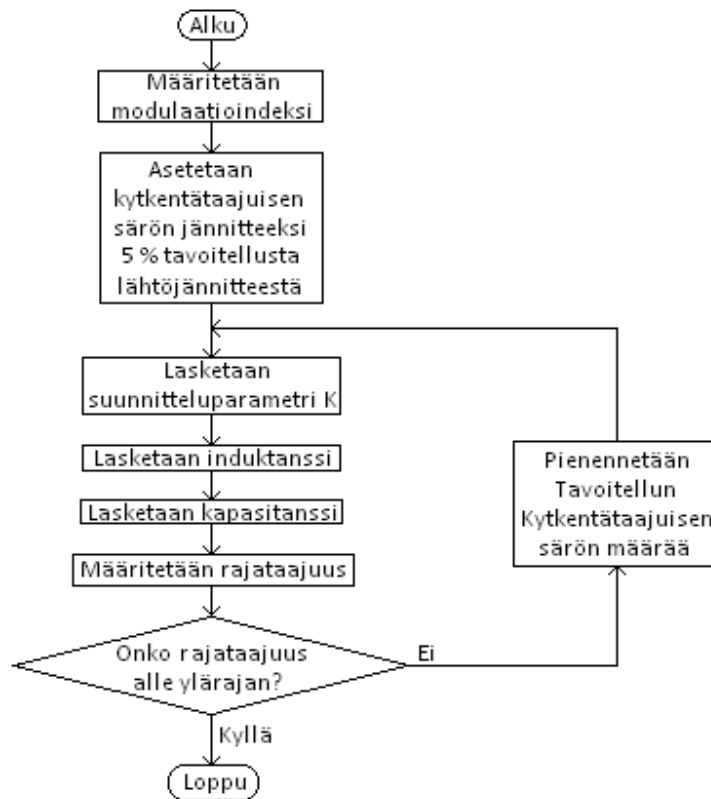 Alku
Määritetään
modulaatioindeksi
Asetetaan
kytkentätaajuisen
särön jännitteeksi
5 % tavoitellusta
lähtöjännitteestä
Lasketaan
suunnitteluparametri K
Lasketaan induktanssi
Lasketaan kapasitanssi
Määritetään rajataajuus
Onko rajataajuus
alle ylärajan?
Ei
Pienennetään
Tavoitellun
Kytkentätaajuisen
särön määrää
Kyllä
Loppu